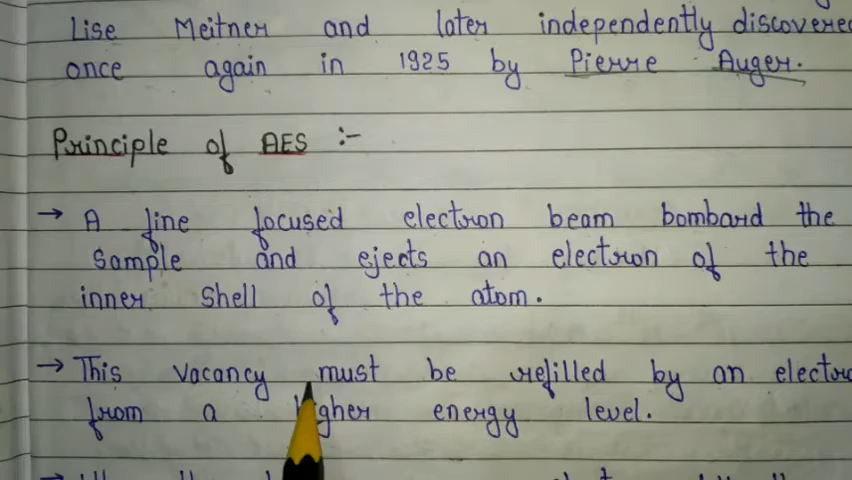 Lise Meitner and later independently discovered
once again in 1925 by Pierre Auger.
Principle of AES :-
→ A fine focused electron beam bombard the
sample and ejects an electron of the
inner shell of the atom.
→ This vacancy must be refilled by an electro
from a higher energy level.